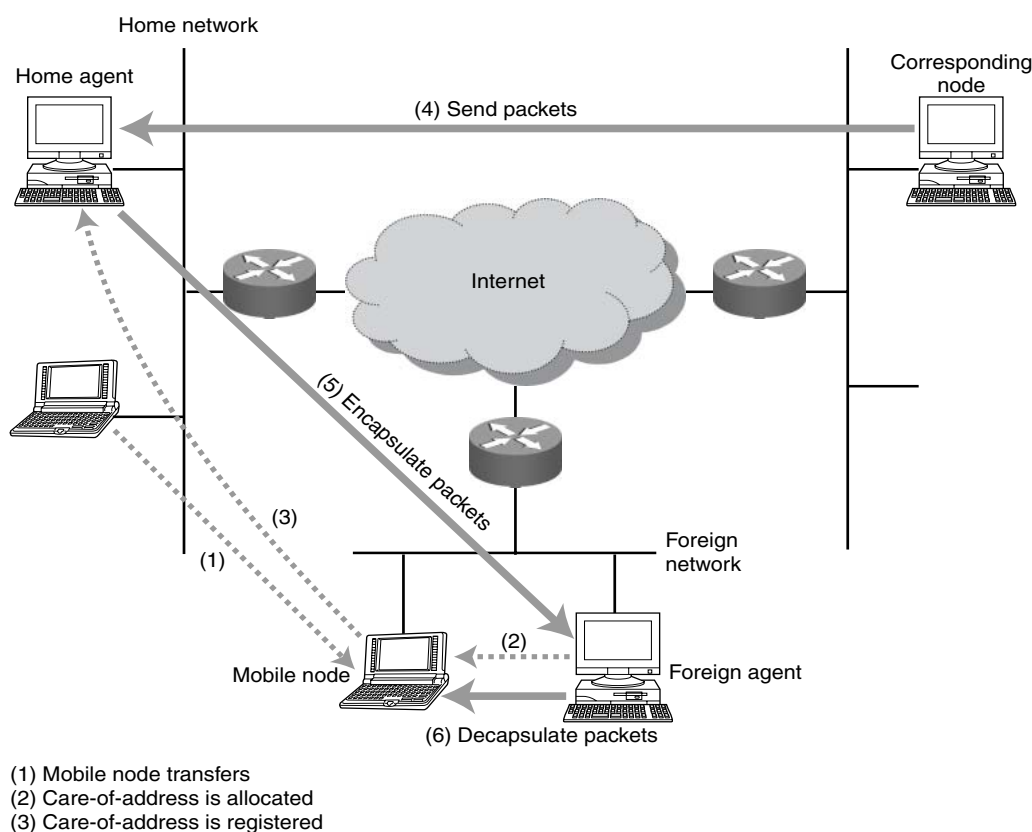 Home network
Home agent
Corresponding
node
(4) Send packets
Internet
(5) Encapsulate packets
(3)
(1)
Foreign
network
(2)
Mobile node
Foreign agent
(6) Decapsulate packets
(1) Mobile node transfers
(2) Care-of-address is allocated
(3) Care-of-address is registered